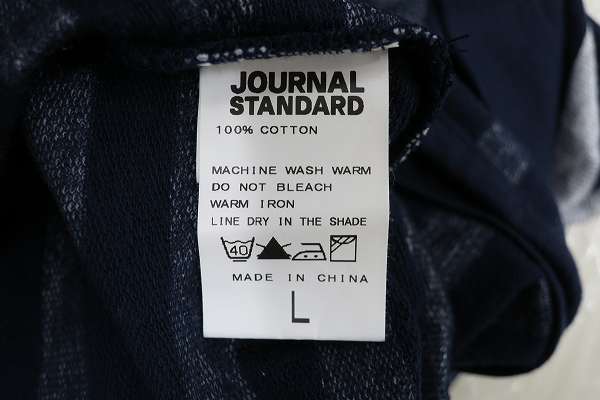 JOURNAL
STANDARD
100% COTTON
MACHINE WASH WARM
DO NOT BLEACH
WARM IRON
LINE DRY IN THE SHADE
40
MADE IN CHINA
L